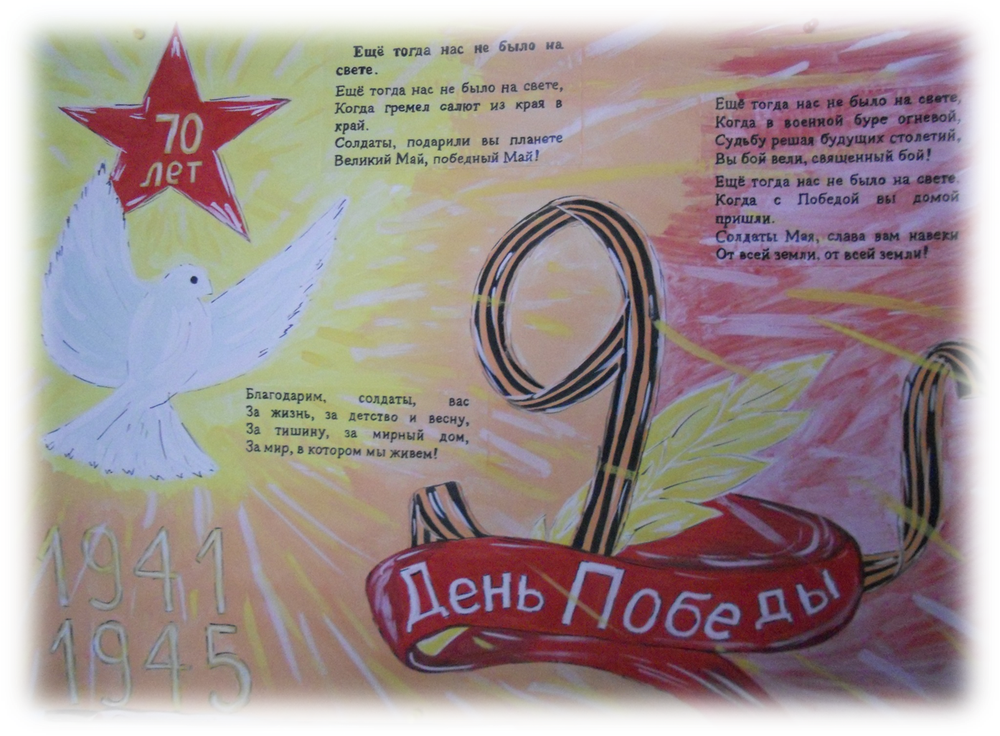 70
лет
Ещё тогда нас не было на
свете.
Ещё тогда нас не было на свете,
Когда гремел салют из края в
край.
Солдаты, подарили вы планете
Великий Май, победный Май!
Ещё тогда нас не было на свете,
Когда в военной буре огневой,
Судьбу решая будущих столетий,
Вы бой вели, священный бой!
Ещё тогда нас не было на свете.
Когда с Победой вы домой
пришли.
Солдаты Мая, слава вам навеки
От всей земли, от всей земли!
Благодарим, солдаты, вас
За жизнь, за детство и весну,
За тишину, за мирный дом,
За мир, в котором мы живем!
9
День Победы
1941
1945